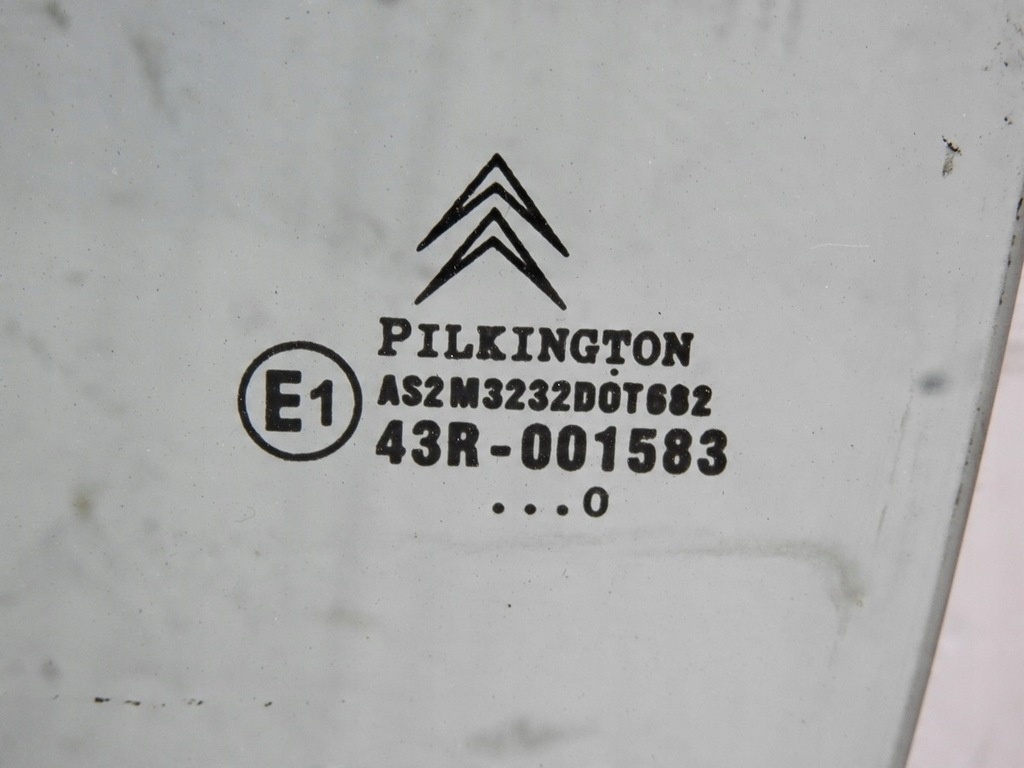 PILKINGTON
E1
AS2M3232DOT682
43R-001583
...0